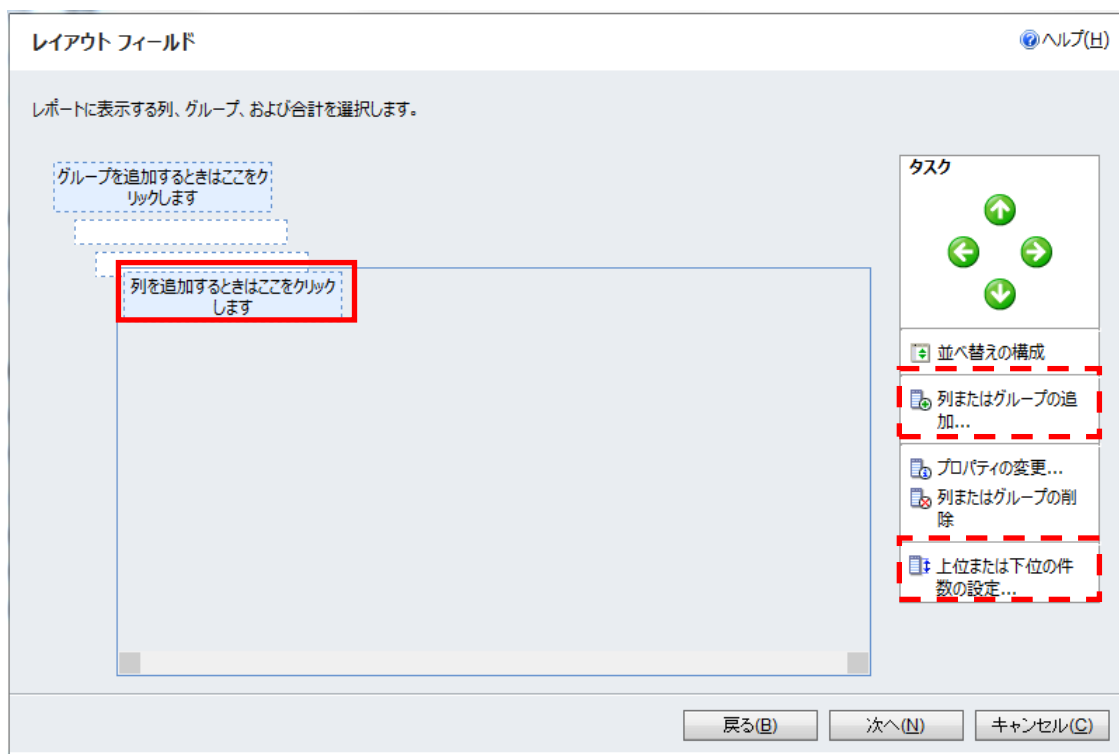 レイアウト フィールド
ヘルプ(H)
レポートに表示する列、グループ、および合計を選択します。
グループを追加するときはここをク
リックします
列を追加するときはここをクリック
します
タスク
並べ替えの構成
列またはグループの追
加...
プロパティの変更...
列またはグループの削
除
上位または下位の件
数の設定...
戻る(B)
次へ(N)
キャンセル(C)